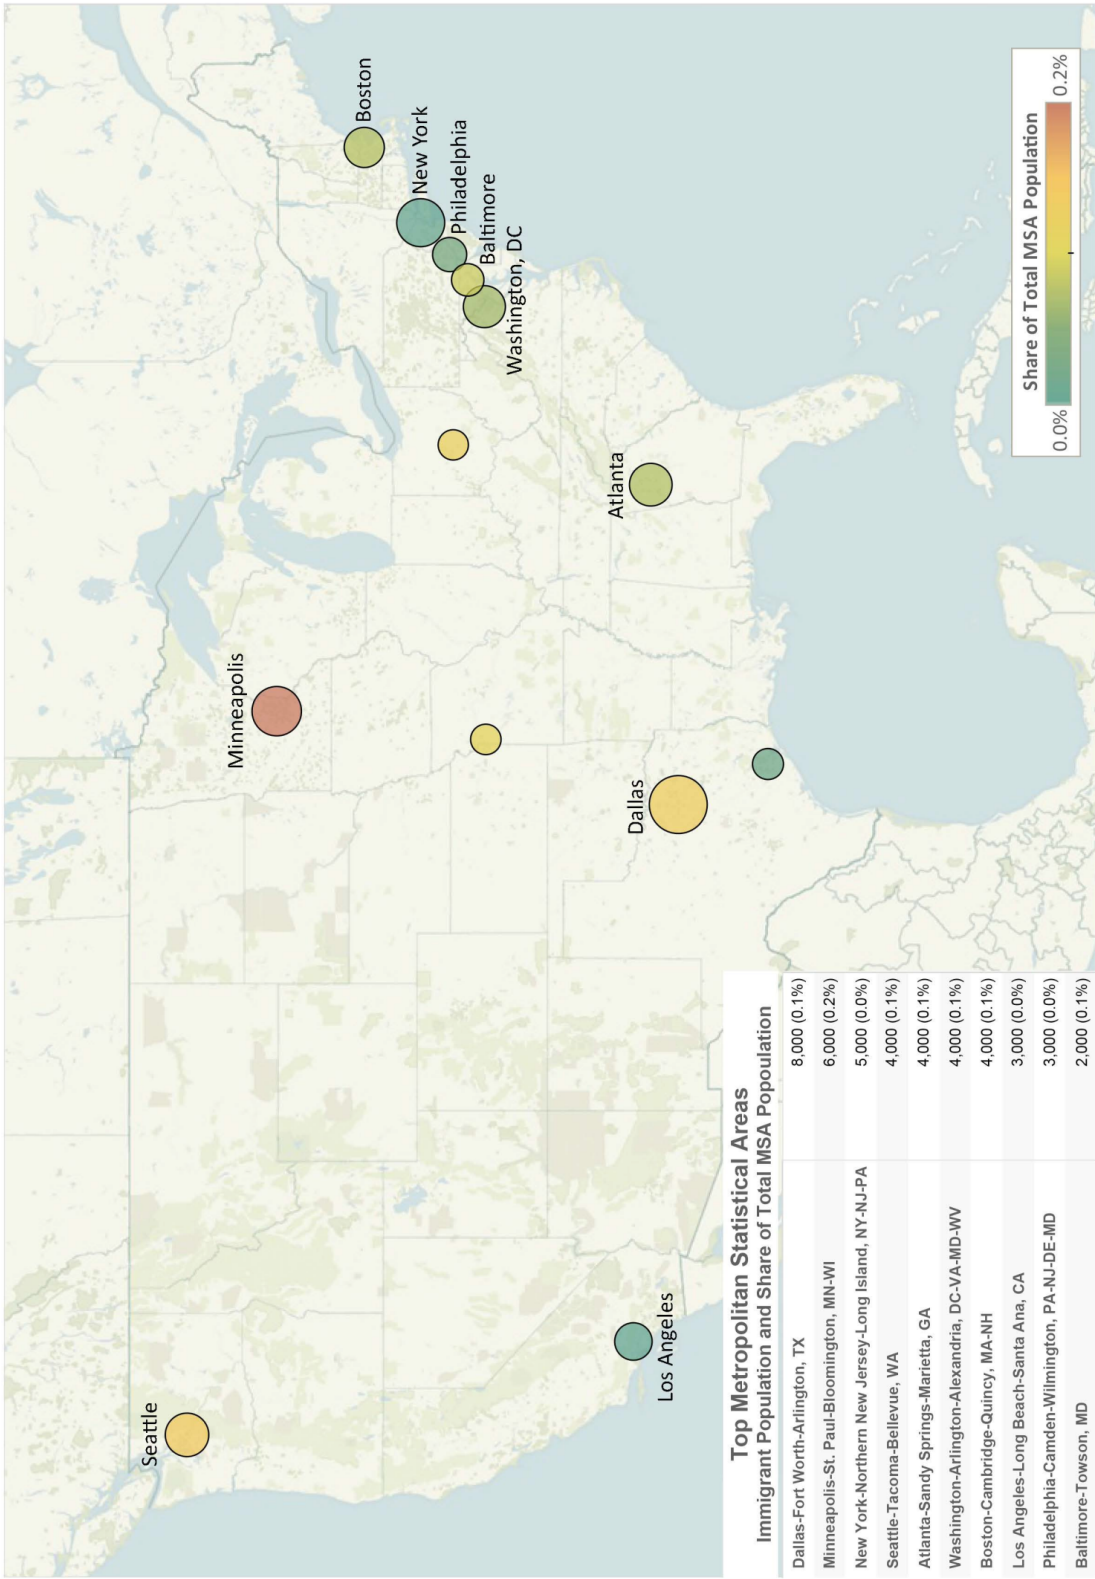 Seattle
Los Angeles
Minneapolis
Dallas
Atlanta
Boston
New York
Philadelphia
Baltimore
Washington, DC
Top Metropolitan Statistical Areas
Immigrant Population and Share of Total MSA Popoulation
Dallas-Fort Worth-Arlington, TX 8,000 (0.1%)
Minneapolis-St. Paul-Bloomington, MN-WI 6,000 (0.2%)
New York-Northern New Jersey-Long Island, NY-NJ-PA 5,000 (0.0%)
Seattle-Tacoma-Bellevue, WA 4,000 (0.1%)
Atlanta-Sandy Springs-Marietta, GA 4,000 (0.1%)
Washington-Arlington-Alexandria, DC-VA-MD-WV 4,000 (0.1%)
Boston-Cambridge-Quincy, MA-NH 4,000 (0.1%)
Los Angeles-Long Beach-Santa Ana, CA 3,000 (0.0%)
Philadelphia-Camden-Wilmington, PA-NJ-DE-MD 3,000 (0.0%)
Baltimore-Towson, MD 2,000 (0.1%)
Share of Total MSA Population
0.0% 0.2%